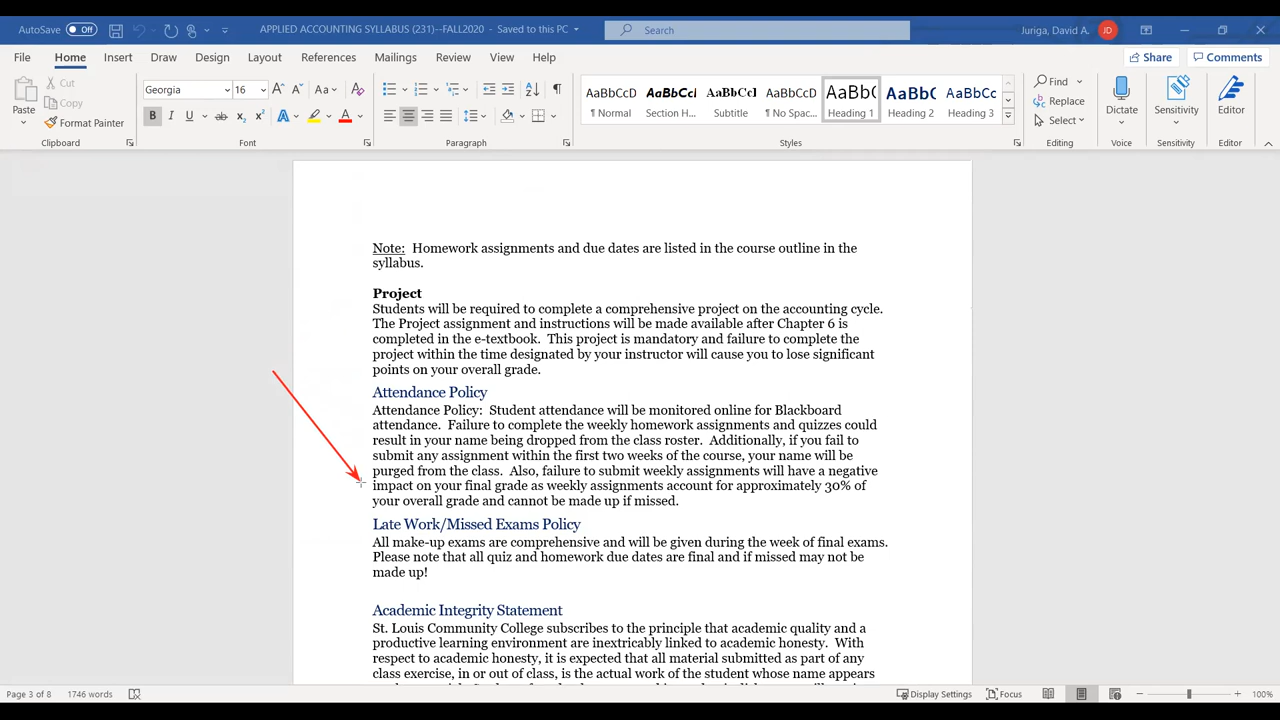 AutoSave Off APPLIED ACCOUNTING SYLLABUS (231)--FALL2020 - Saved to this PC Search Juriga, David A. JD
File Home Insert Draw Design Layout References Mailings Review View Help Share Comments
Paste Cut Copy Format Painter
Georgia 16
AaBbCcD AaBbCcI AaBbCcI AaBbCcD AaBb( AaBb( AaBbCc
¶ Normal Section H... Subtitle ¶ No Spac... Heading 1 Heading 2 Heading 3
Find Replace Select Dictate Sensitivity Editor
Clipboard Font Paragraph Styles Editing Voice Sensitivity Editor
Note: Homework assignments and due dates are listed in the course outline in the
syllabus.
Project
Students will be required to complete a comprehensive project on the accounting cycle.
The Project assignment and instructions will be made available after Chapter 6 is
completed in the e-textbook. This project is mandatory and failure to complete the
project within the time designated by your instructor will cause you to lose significant
points on your overall grade.
Attendance Policy
Attendance Policy: Student attendance will be monitored online for Blackboard
attendance. Failure to complete the weekly homework assignments and quizzes could
result in your name being dropped from the class roster. Additionally, if you fail to
submit any assignment within the first two weeks of the course, your name will be
purged from the class. Also, failure to submit weekly assignments will have a negative
impact on your final grade as weekly assignments account for approximately 30% of
your overall grade and cannot be made up if missed.
Late Work/Missed Exams Policy
All make-up exams are comprehensive and will be given during the week of final exams.
Please note that all quiz and homework due dates are final and if missed may not be
made up!
Academic Integrity Statement
St. Louis Community College subscribes to the principle that academic quality and a
productive learning environment are inextricably linked to academic honesty. With
respect to academic honesty, it is expected that all material submitted as part of any
class exercise, in or out of class, is the actual work of the student whose name appears
Page 3 of 8 1746 words Display Settings Focus 100%